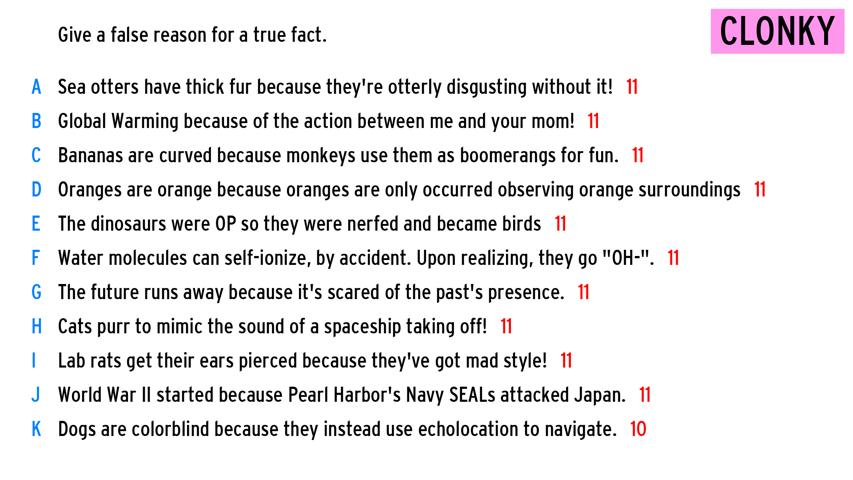 Give a false reason for a true fact.
CLONKY
A Sea otters have thick fur because they're otterly disgusting without it! 11
B Global Warming because of the action between me and your mom! 11
C Bananas are curved because monkeys use them as boomerangs for fun. 11
D Oranges are orange because oranges are only occurred observing orange surroundings 11
E The dinosaurs were OP so they were nerfed and became birds 11
F Water molecules can self-ionize, by accident. Upon realizing, they go "OH-". 11
G The future runs away because it's scared of the past's presence. 11
H Cats purr to mimic the sound of a spaceship taking off! 11
I Lab rats get their ears pierced because they've got mad style! 11
J World War II started because Pearl Harbor's Navy SEALs attacked Japan. 11
K Dogs are colorblind because they instead use echolocation to navigate. 10